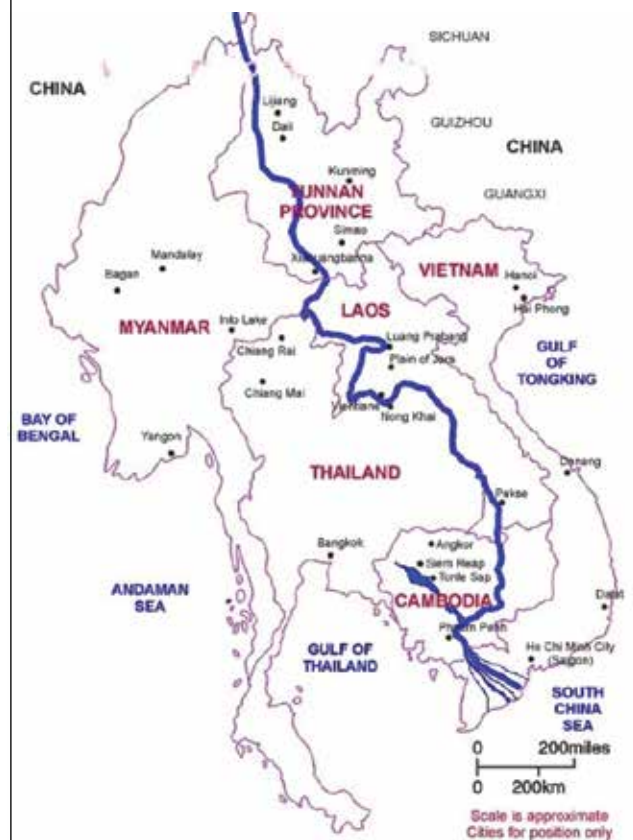 SICHUAN
CHINA
Lijiang
Dali
GUIZHOU
CHINA
Kunming
YUNNAN
PROVINCE
GUANGXI
Simao
Mandalay
Xishuangbanna
VIETNAM
Hanoi
Bagan
Hai Phong
LAOS
MYANMAR
Inlo Lake
Luang Prabang
Chiang Rai
Plain of Jars
GULF
OF
TONGKING
Chiang Mai
Vientiane
Nong Khai
BAY OF
BENGAL
Yangon
THAILAND
Danang
Pakse
Bangkok
Angkor
Siem Reap
Tonle Sap
ANDAMAN
SEA
CAMBODIA
Dalat
Phnom Penh
GULF OF
THAILAND
Ho Chi Minh City
(Saigon)
SOUTH
CHINA
SEA
0 200miles
0 200km
Scale is approximate
Cities for position only